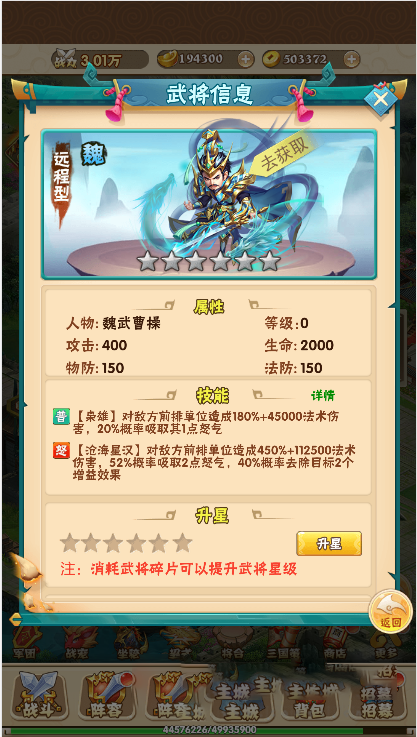 战力 3.01万 194300 503372
武将信息
远程型
魏
去获取
属性
人物: 魏武曹操 等级: 0
攻击: 400 生命: 2000
物防: 150 法防: 150
技能 详情
普 【枭雄】对敌方前排单位造成180%+45000法术伤
害，20%概率吸取其1点怒气
怒 【沧海星汉】对敌方前排单位造成450%+112500法术
伤害，52%概率吸取2点怒气，40%概率去除目标2个
增益效果
升星
升星
注：消耗武将碎片可以提升武将星级
返回
军团 三国策 商店 更多
战斗 阵容 阵容 主城 主城 背包 招募 招募
44576226/49935900